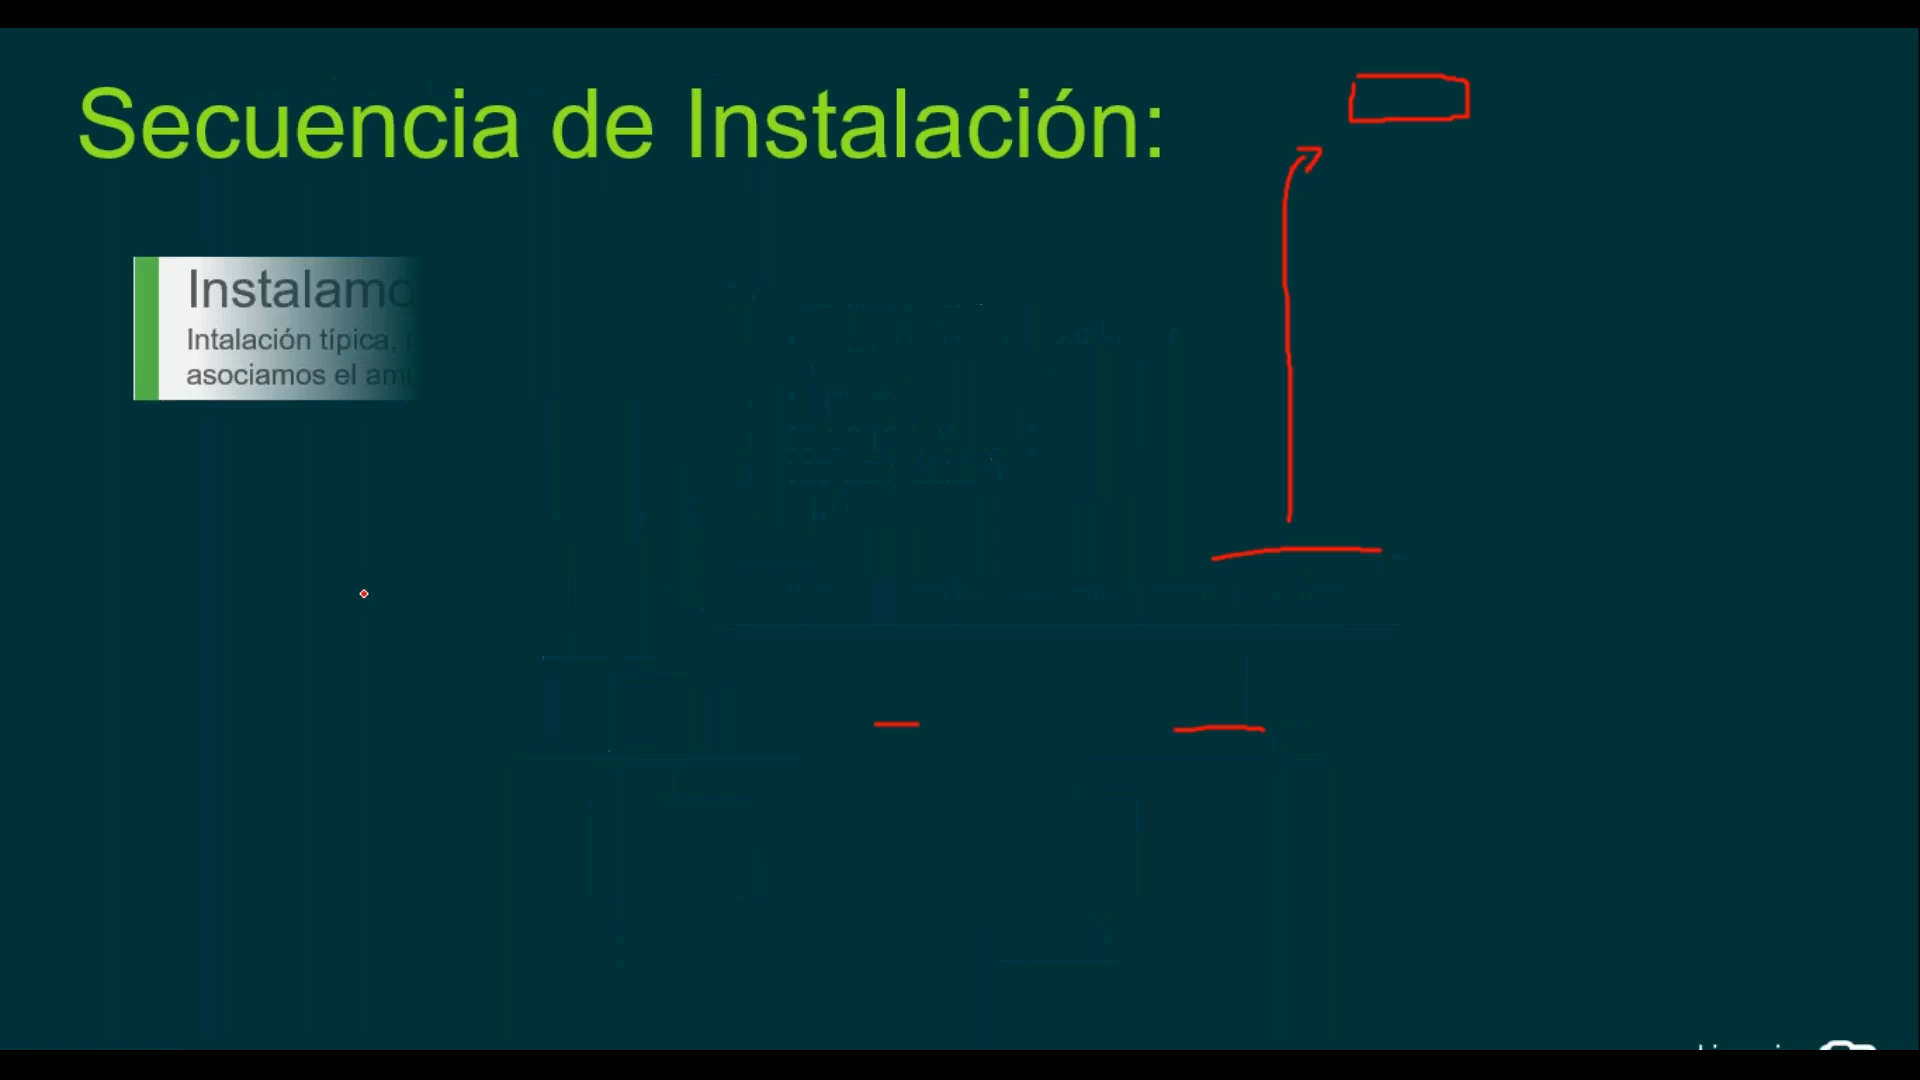 Secuencia de Instalación:
Instalamo
Intalación típica,
asociamos el am